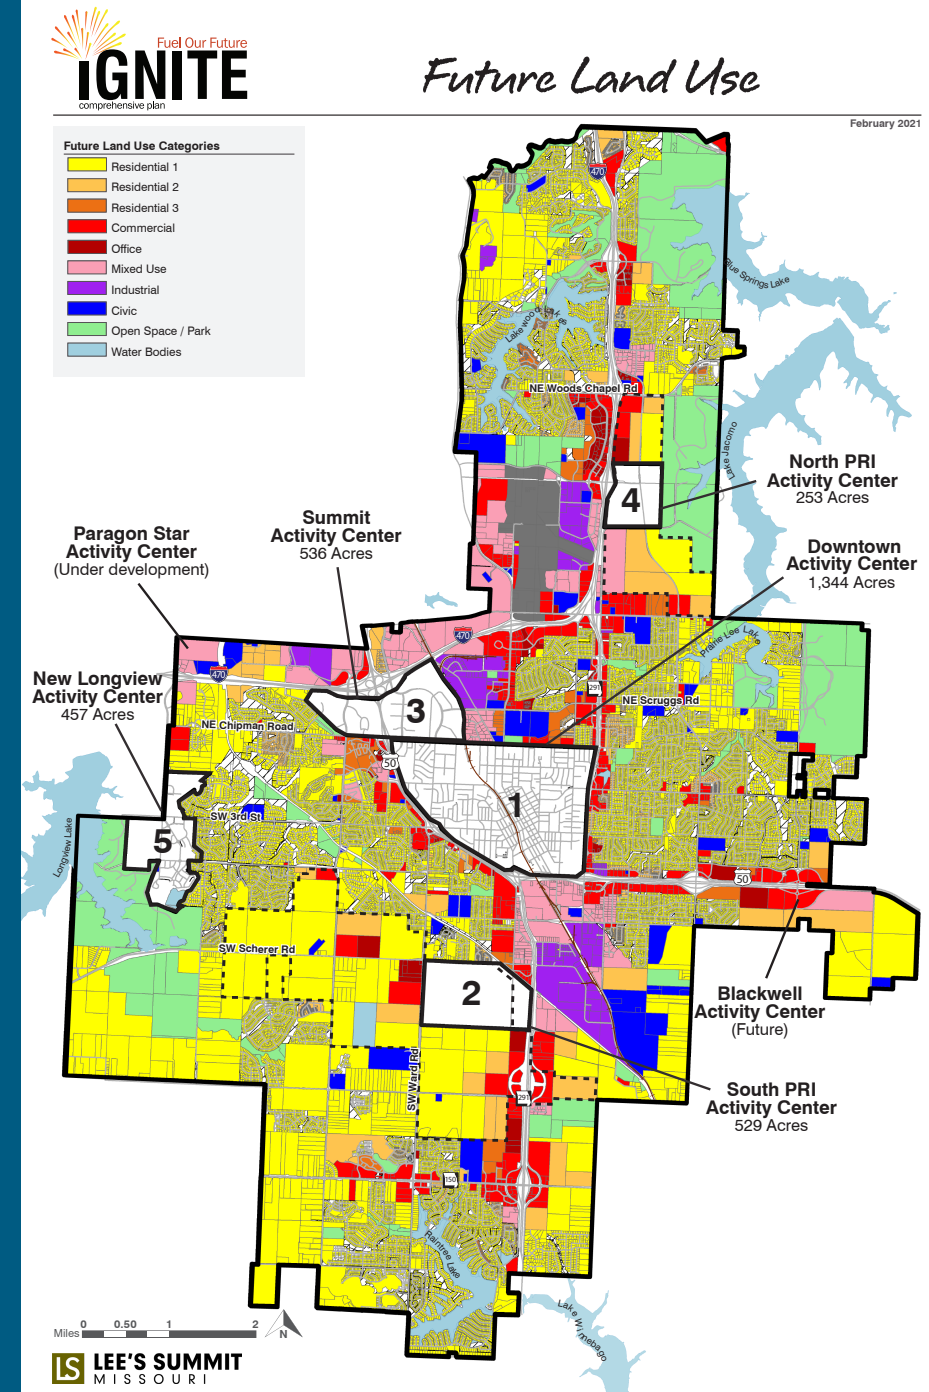 Fuel Our Future
IGNITE
comprehensive plan
Future Land Use
February 2021
Future Land Use Categories
Residential 1
Residential 2
Residential 3
Commercial
Office
Mixed Use
Industrial
Civic
Open Space / Park
Water Bodies
470
Blue Springs Lake
Lakewood Lakes
NE Woods Chapel Rd
Lake Jacomo
North PRI
Activity Center
253 Acres
4
Summit
Activity Center
536 Acres
Paragon Star
Activity Center
(Under development)
Downtown
Activity Center
1,344 Acres
470
Prairie Lee Lake
470
New Longview
Activity Center
457 Acres
291
NE Scruggs Rd
3
NE Chipman Road
50
1
SW 3rd St
5
Longview Lake
50
SW Scherer Rd
2
Blackwell
Activity Center
(Future)
SW Ward Rd
291
South PRI
Activity Center
529 Acres
150
Raintree Lake
Lake Winnebago
0 0.50 1 2
Miles
N
LS LEE'S SUMMIT
MISSOURI